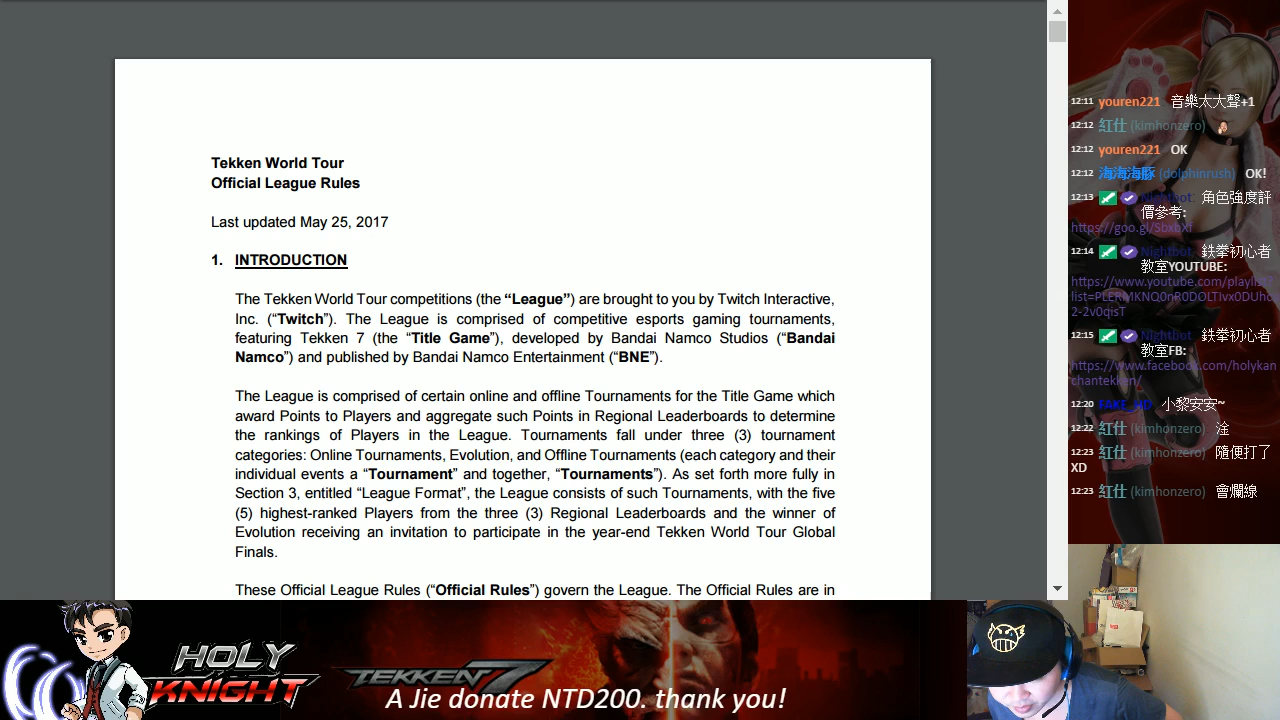 Tekken World Tour
Official League Rules
Last updated May 25, 2017
1. INTRODUCTION
The Tekken World Tour competitions (the “League”) are brought to you by Twitch Interactive,
Inc. (“Twitch”). The League is comprised of competitive esports gaming tournaments,
featuring Tekken 7 (the “Title Game”), developed by Bandai Namco Studios (“Bandai
Namco”) and published by Bandai Namco Entertainment (“BNE”).
The League is comprised of certain online and offline Tournaments for the Title Game which
award Points to Players and aggregate such Points in Regional Leaderboards to determine
the rankings of Players in the League. Tournaments fall under three (3) tournament
categories: Online Tournaments, Evolution, and Offline Tournaments (each category and their
individual events a “Tournament” and together, “Tournaments”). As set forth more fully in
Section 3, entitled “League Format”, the League consists of such Tournaments, with the five
(5) highest-ranked Players from the three (3) Regional Leaderboards and the winner of
Evolution receiving an invitation to participate in the year-end Tekken World Tour Global
Finals.
These Official League Rules (“Official Rules”) govern the League. The Official Rules are in
12:11 youren221 音樂太大聲+1
12:12 紅仕 (kimhonzero)
12:12 youren221 OK
12:12 海海海豚 (dolphinrush) OK!
12:13 Nightbot: 角色強度評
價參考:
https://goo.gl/SbxbXf
12:14 Nightbot: 鉄拳初心者
教室YOUTUBE:
https://www.youtube.com/playlist?
12:15 Nightbot: 鉄拳初心者
教室FB:
https://www.facebook.com/holykan
chantekken/
12:20 FAKE_HD 小黎安安~
12:22 紅仕 (kimhonzero) 淦
12:23 紅仕 (kimhonzero) 隨便打了
XD
12:23 紅仕 (kimhonzero) 會爛線
HOLY
KNIGHT
TEKKEN 7
A Jie donate NTD200. thank you!